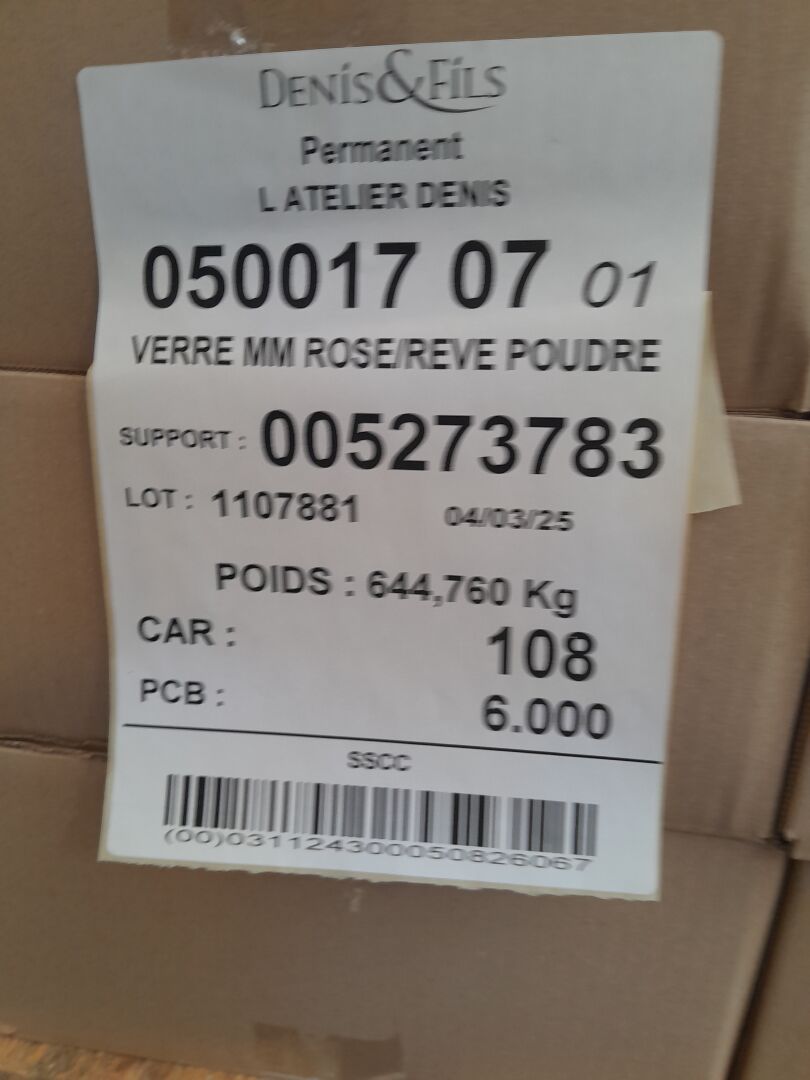 DENIS&FILS
Permanent
L ATELIER DENIS
050017 07 01
VERRE MM ROSE/REVE POUDRE
SUPPORT : 005273783
LOT : 1107881 04/03/25
POIDS : 644,760 Kg
CAR : 108
PCB : 6.000
SSCC
(00)031124300050826067